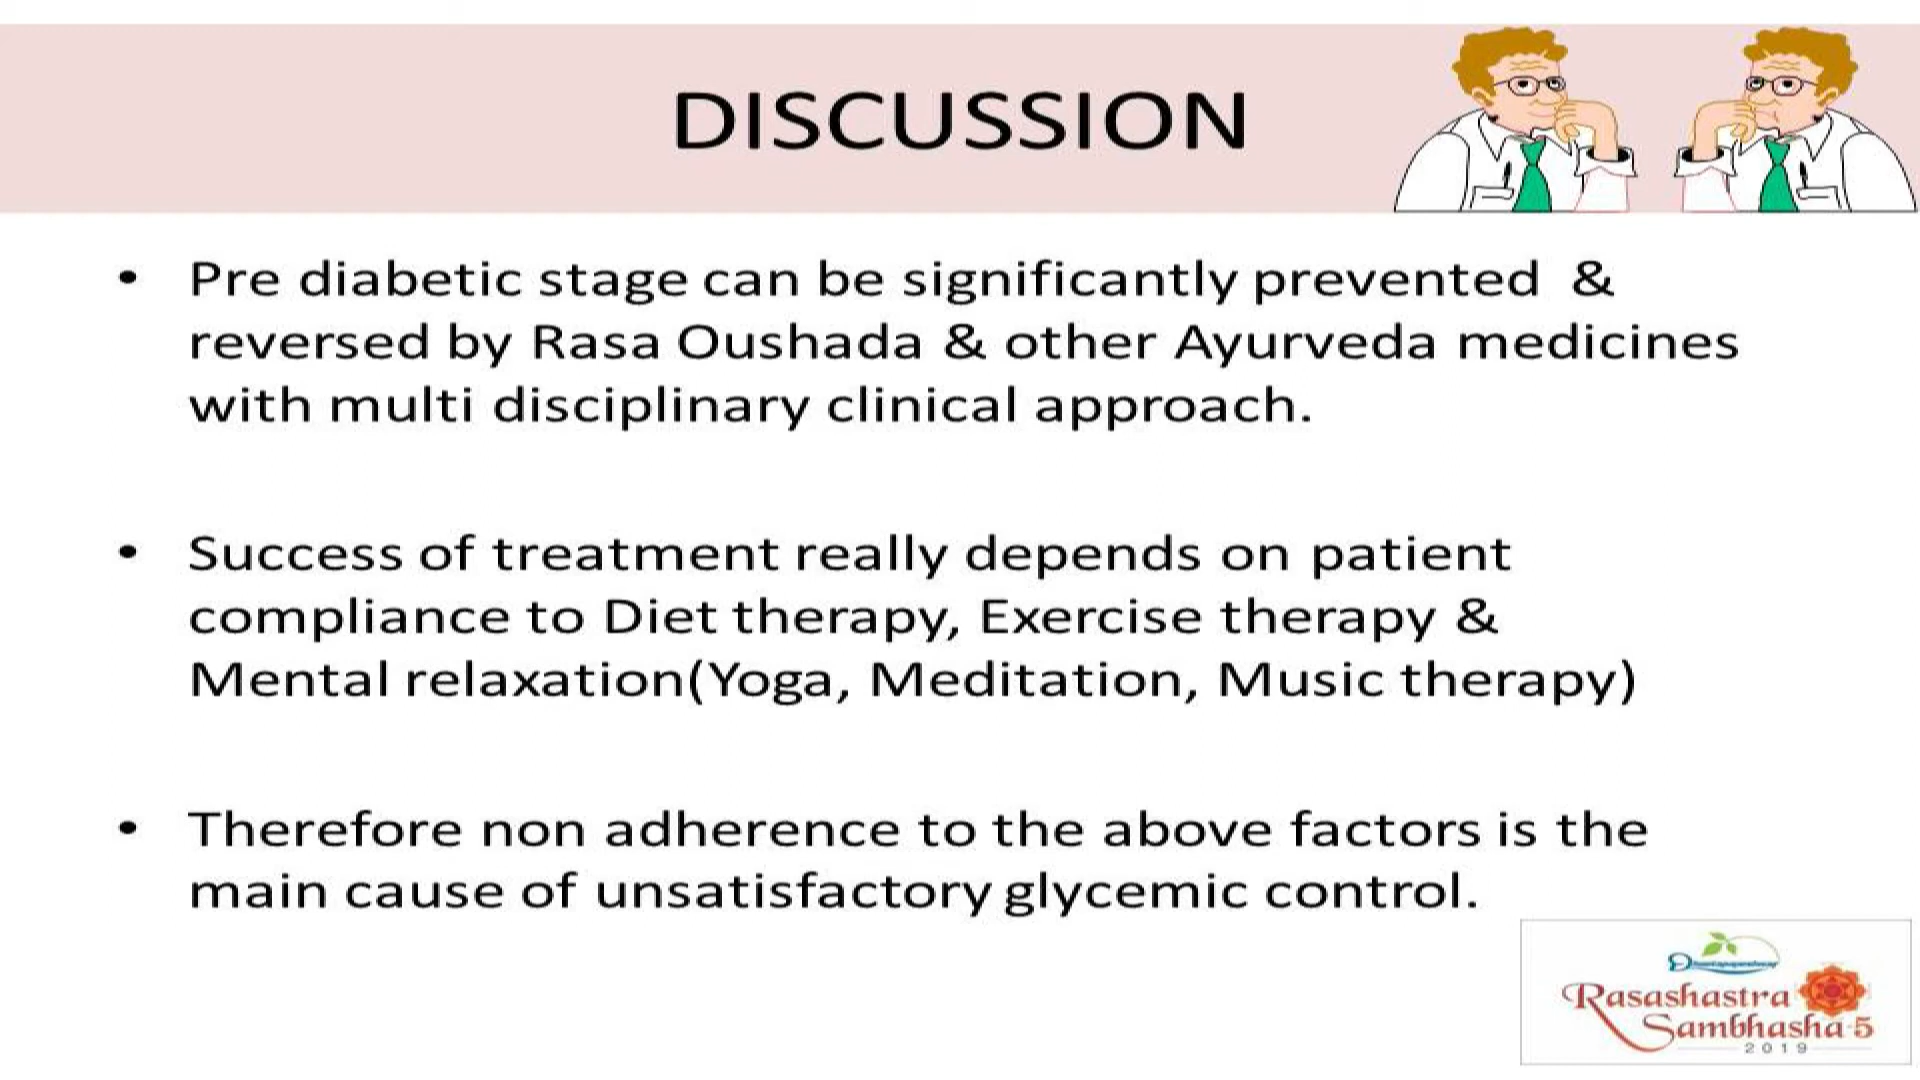 DISCUSSION
• Pre diabetic stage can be significantly prevented &
reversed by Rasa Oushada & other Ayurveda medicines
with multi disciplinary clinical approach.
• Success of treatment really depends on patient
compliance to Diet therapy, Exercise therapy &
Mental relaxation(Yoga, Meditation, Music therapy)
• Therefore non adherence to the above factors is the
main cause of unsatisfactory glycemic control.
Rasashastra
Sambhasha-5
2019